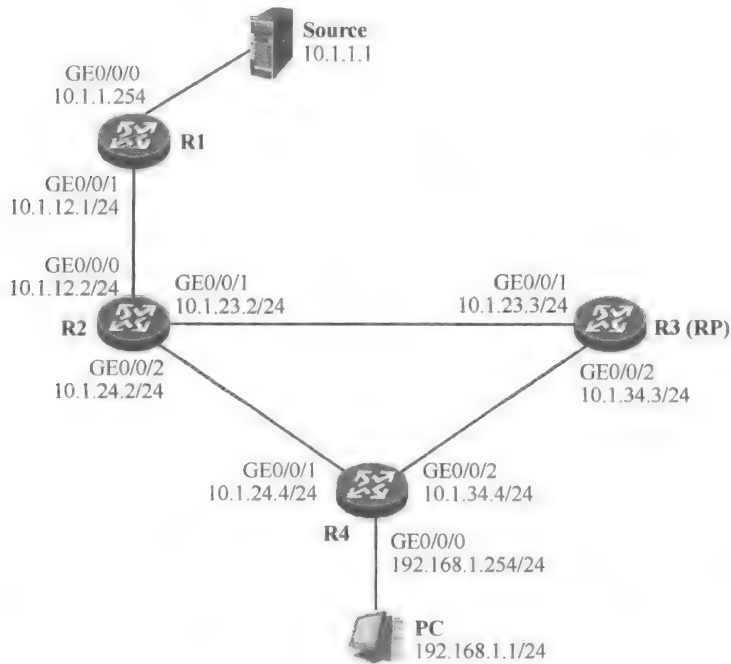 Source
10.1.1.1
GE0/0/0
10.1.1.254
R1
GE0/0/1
10.1.12.1/24
GE0/0/0
10.1.12.2/24
GE0/0/1
10.1.23.2/24
GE0/0/1
10.1.23.3/24
R2
R3 (RP)
GE0/0/2
10.1.24.2/24
GE0/0/2
10.1.34.3/24
GE0/0/1
10.1.24.4/24
GE0/0/2
10.1.34.4/24
R4
GE0/0/0
192.168.1.254/24
PC
192.168.1.1/24